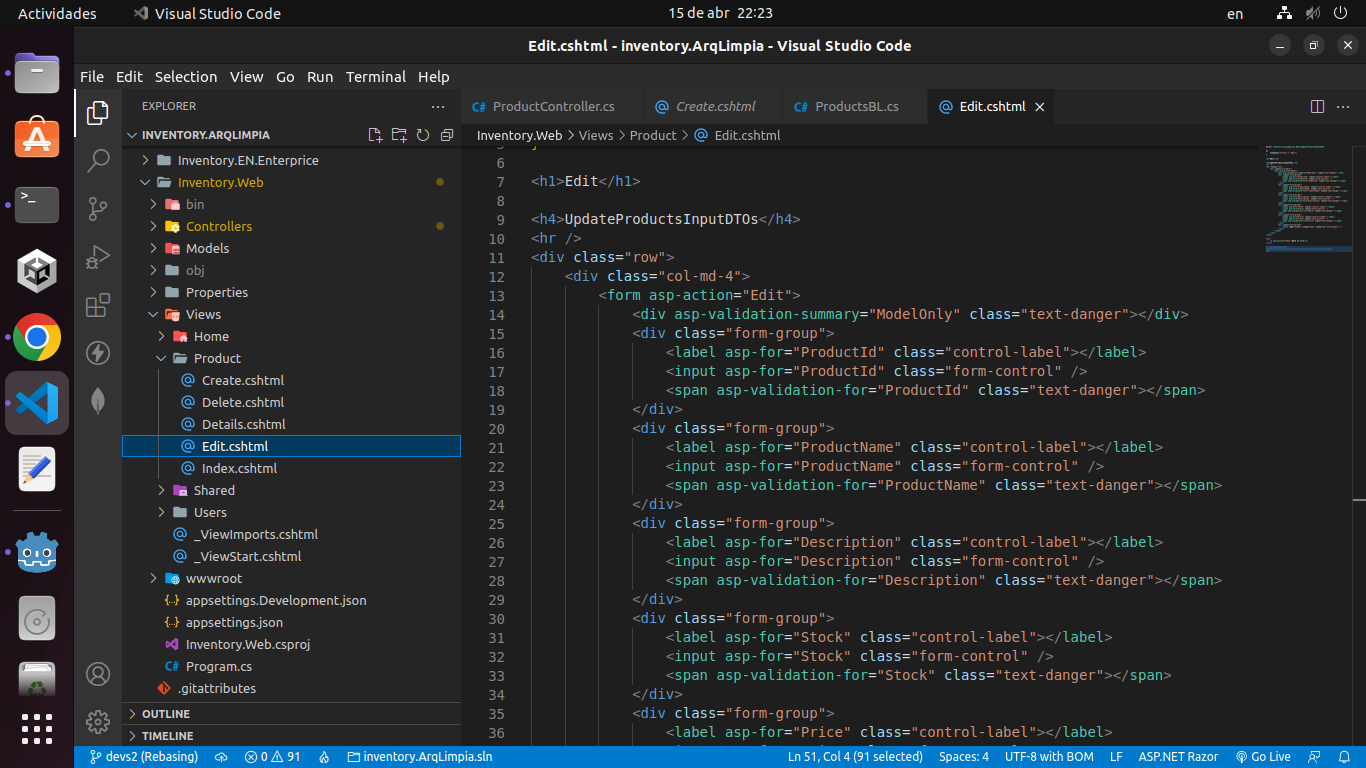 Actividades
Visual Studio Code
15 de abr 22:23
en
Edit.cshtml - inventory.ArqLimpia - Visual Studio Code
File Edit Selection View Go Run Terminal Help
EXPLORER
INVENTORY.ARQLIMPIA
Inventory.EN.Enterprice
Inventory.Web
bin
Controllers
Models
obj
Properties
Views
Home
Product
Create.cshtml
Delete.cshtml
Details.cshtml
Edit.cshtml
Index.cshtml
Shared
Users
_ViewImports.cshtml
_ViewStart.cshtml
wwwroot
appsettings.Development.json
appsettings.json
Inventory.Web.csproj
Program.cs
.gitattributes
OUTLINE
TIMELINE
ProductController.cs
Create.cshtml
ProductsBL.cs
Edit.cshtml
Inventory.Web > Views > Product > Edit.cshtml
5 }
6
7 <h1>Edit</h1>
8
9 <h4>UpdateProductsInputDTOs</h4>
10 <hr />
11 <div class="row">
12 <div class="col-md-4">
13 <form asp-action="Edit">
14 <div asp-validation-summary="ModelOnly" class="text-danger"></div>
15 <div class="form-group">
16 <label asp-for="ProductId" class="control-label"></label>
17 <input asp-for="ProductId" class="form-control" />
18 <span asp-validation-for="ProductId" class="text-danger"></span>
19 </div>
20 <div class="form-group">
21 <label asp-for="ProductName" class="control-label"></label>
22 <input asp-for="ProductName" class="form-control" />
23 <span asp-validation-for="ProductName" class="text-danger"></span>
24 </div>
25 <div class="form-group">
26 <label asp-for="Description" class="control-label"></label>
27 <input asp-for="Description" class="form-control" />
28 <span asp-validation-for="Description" class="text-danger"></span>
29 </div>
30 <div class="form-group">
31 <label asp-for="Stock" class="control-label"></label>
32 <input asp-for="Stock" class="form-control" />
33 <span asp-validation-for="Stock" class="text-danger"></span>
34 </div>
35 <div class="form-group">
36 <label asp-for="Price" class="control-label"></label>
devs2 (Rebasing) 0 91 inventory.ArqLimpia.sln Ln 51, Col 4 (91 selected) Spaces: 4 UTF-8 with BOM LF ASP.NET Razor Go Live